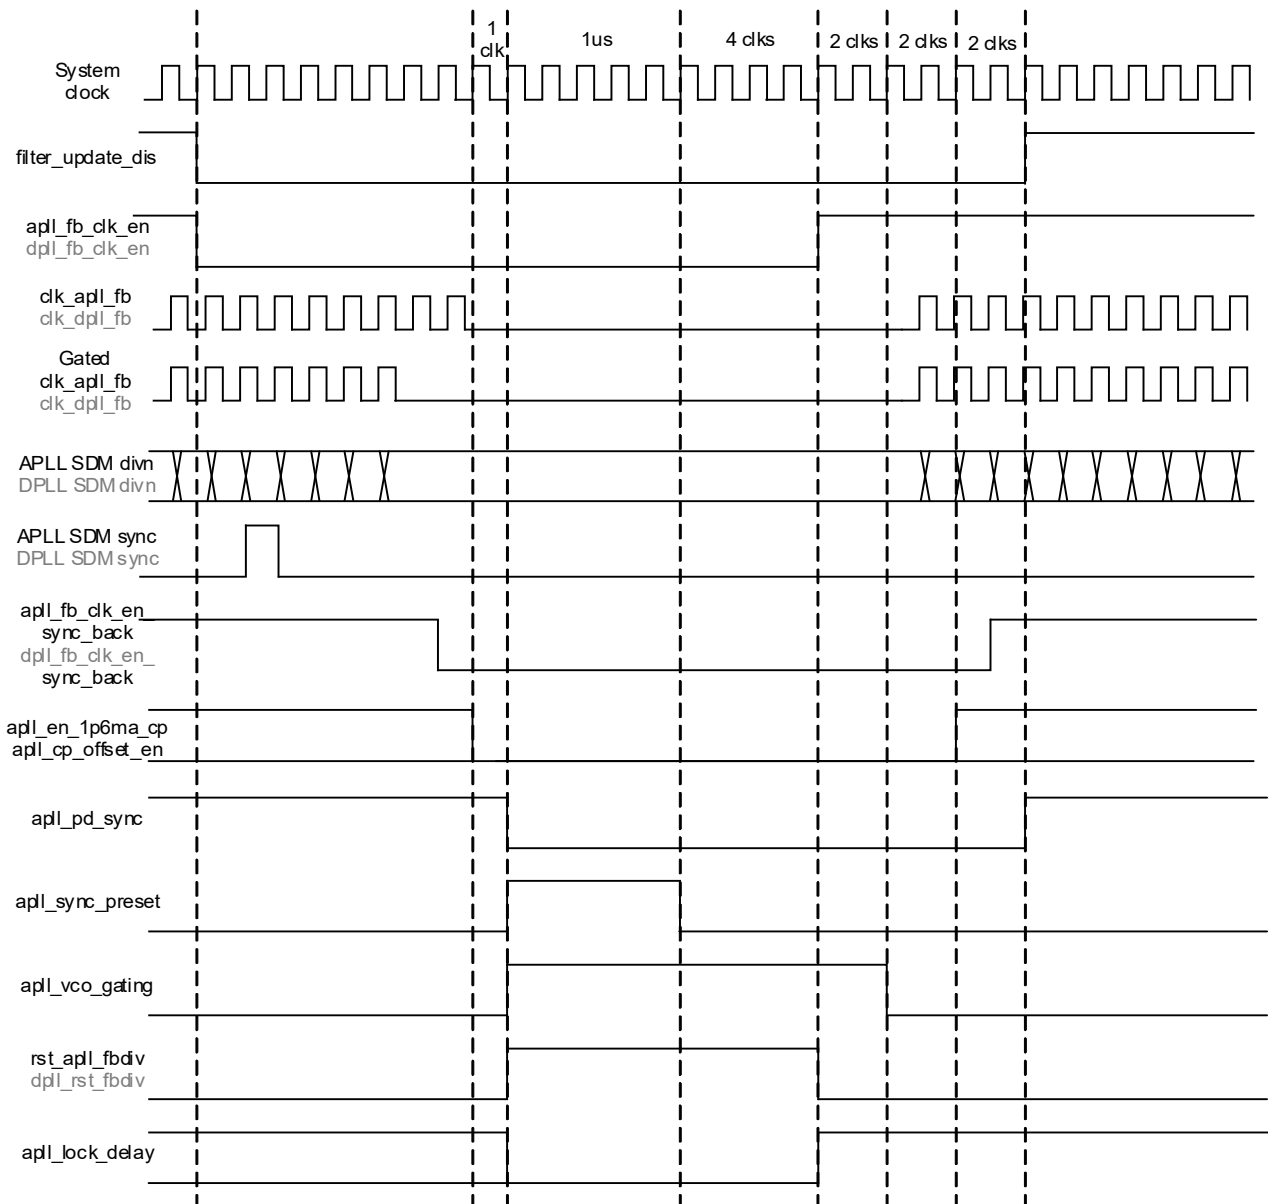 1
clk
1us
4 clks
2 clks
2 clks
2 clks
System
clock
filter_update_dis
apll_fb_clk_en
dpll_fb_clk_en
clk_apll_fb
clk_dpll_fb
Gated
clk_apll_fb
clk_dpll_fb
APLL SDM divn
DPLL SDM divn
APLL SDM sync
DPLL SDM sync
apll_fb_clk_en_
sync_back
dpll_fb_clk_en_
sync_back
apll_en_1p6ma_cp
apll_cp_offset_en
apll_pd_sync
apll_sync_preset
apll_vco_gating
rst_apll_fbdiv
dpll_rst_fbdiv
apll_lock_delay